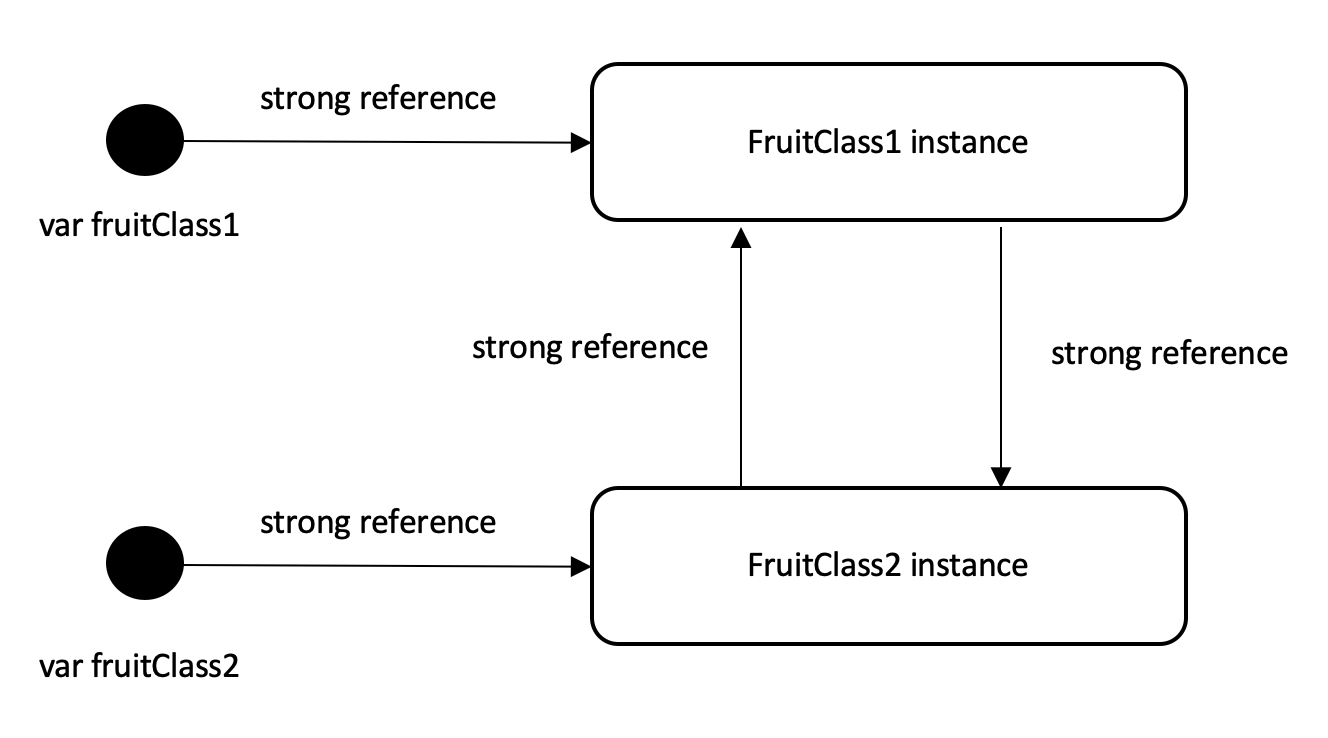 strong reference
FruitClass1 instance
var fruitClass1
strong reference
strong reference
strong reference
FruitClass2 instance
var fruitClass2